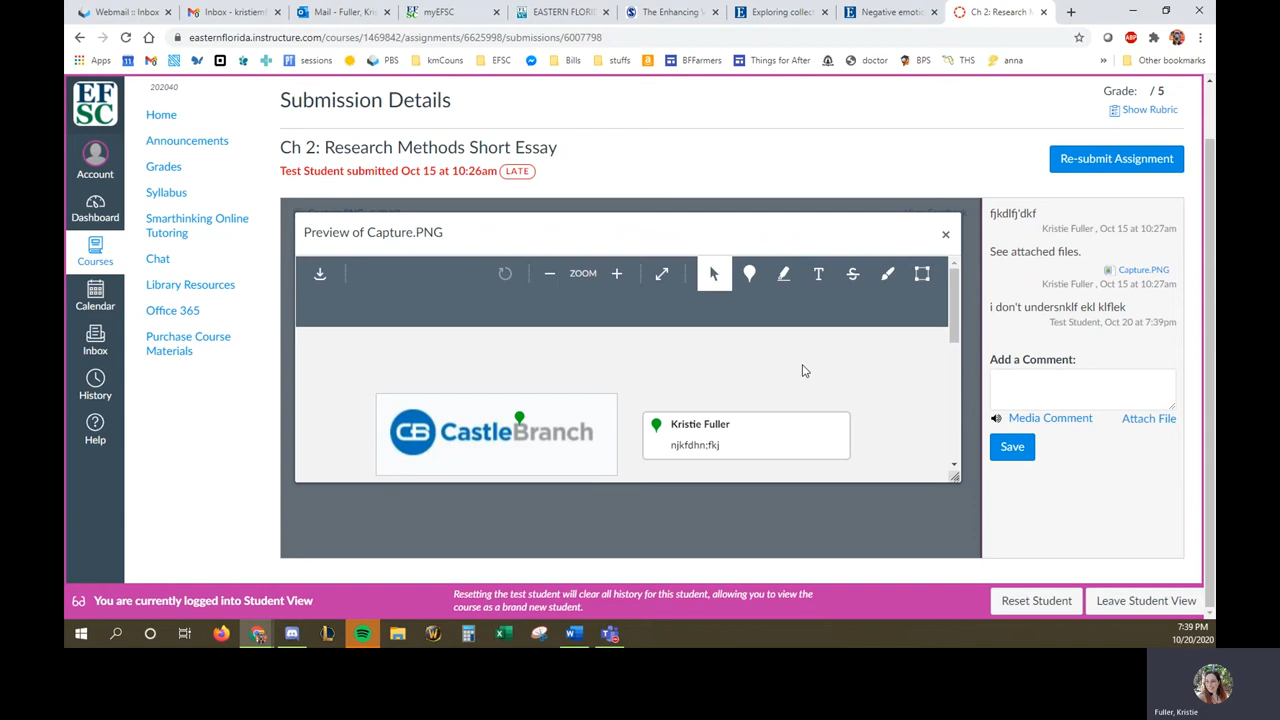 Webmail :: Inbox
Inbox - kristiemf
Mail - Fuller, Kris
myEFSC
EASTERN FLORID
The Enhancing V
Exploring collect
Negative emotio
Ch 2: Research M
easternflorida.instructure.com/courses/1469842/assignments/6625998/submissions/6007798
Apps
sessions
PBS
kmCouns
EFSC
Bills
stuffs
BFFarmers
Things for After
doctor
BPS
THS
anna
Other bookmarks
EF
SC
Account
Dashboard
Courses
Calendar
Inbox
History
Help
202040
Home
Announcements
Grades
Syllabus
Smarthinking Online
Tutoring
Chat
Library Resources
Office 365
Purchase Course
Materials
Submission Details
Grade: / 5
Show Rubric
Ch 2: Research Methods Short Essay
Test Student submitted Oct 15 at 10:26am LATE
Re-submit Assignment
Preview of Capture.PNG
ZOOM
CB CastleBranch
Kristie Fuller
njkfdhn;fkj
fjkdlfj'dkf
Kristie Fuller , Oct 15 at 10:27am
See attached files.
Capture.PNG
Kristie Fuller , Oct 15 at 10:27am
i don't undersnklf ekl klflek
Test Student, Oct 20 at 7:39pm
Add a Comment:
Media Comment
Attach File
Save
You are currently logged into Student View
Resetting the test student will clear all history for this student, allowing you to view the
course as a brand new student.
Reset Student
Leave Student View
7:39 PM
10/20/2020
Fuller, Kristie